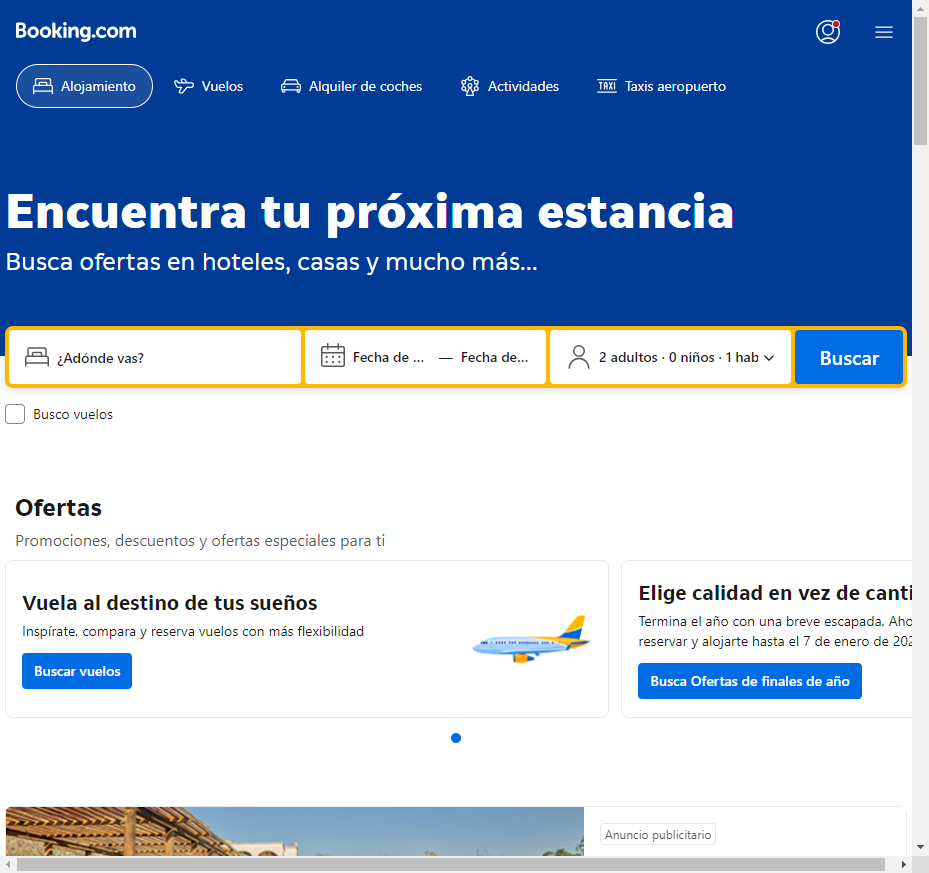 Booking.com
Alojamiento
Vuelos
Alquiler de coches
Actividades
TAXI
Taxis aeropuerto
Encuentra tu próxima estancia
Busca ofertas en hoteles, casas y mucho más...
¿Adónde vas?
Fecha de ... — Fecha de...
2 adultos · 0 niños · 1 hab
Buscar
Busco vuelos
Ofertas
Promociones, descuentos y ofertas especiales para ti
Vuela al destino de tus sueños
Inspírate, compara y reserva vuelos con más flexibilidad
Buscar vuelos
Elige calidad en vez de canti
Termina el año con una breve escapada. Aho
reservar y alojarte hasta el 7 de enero de 202
Busca Ofertas de finales de año
Anuncio publicitario